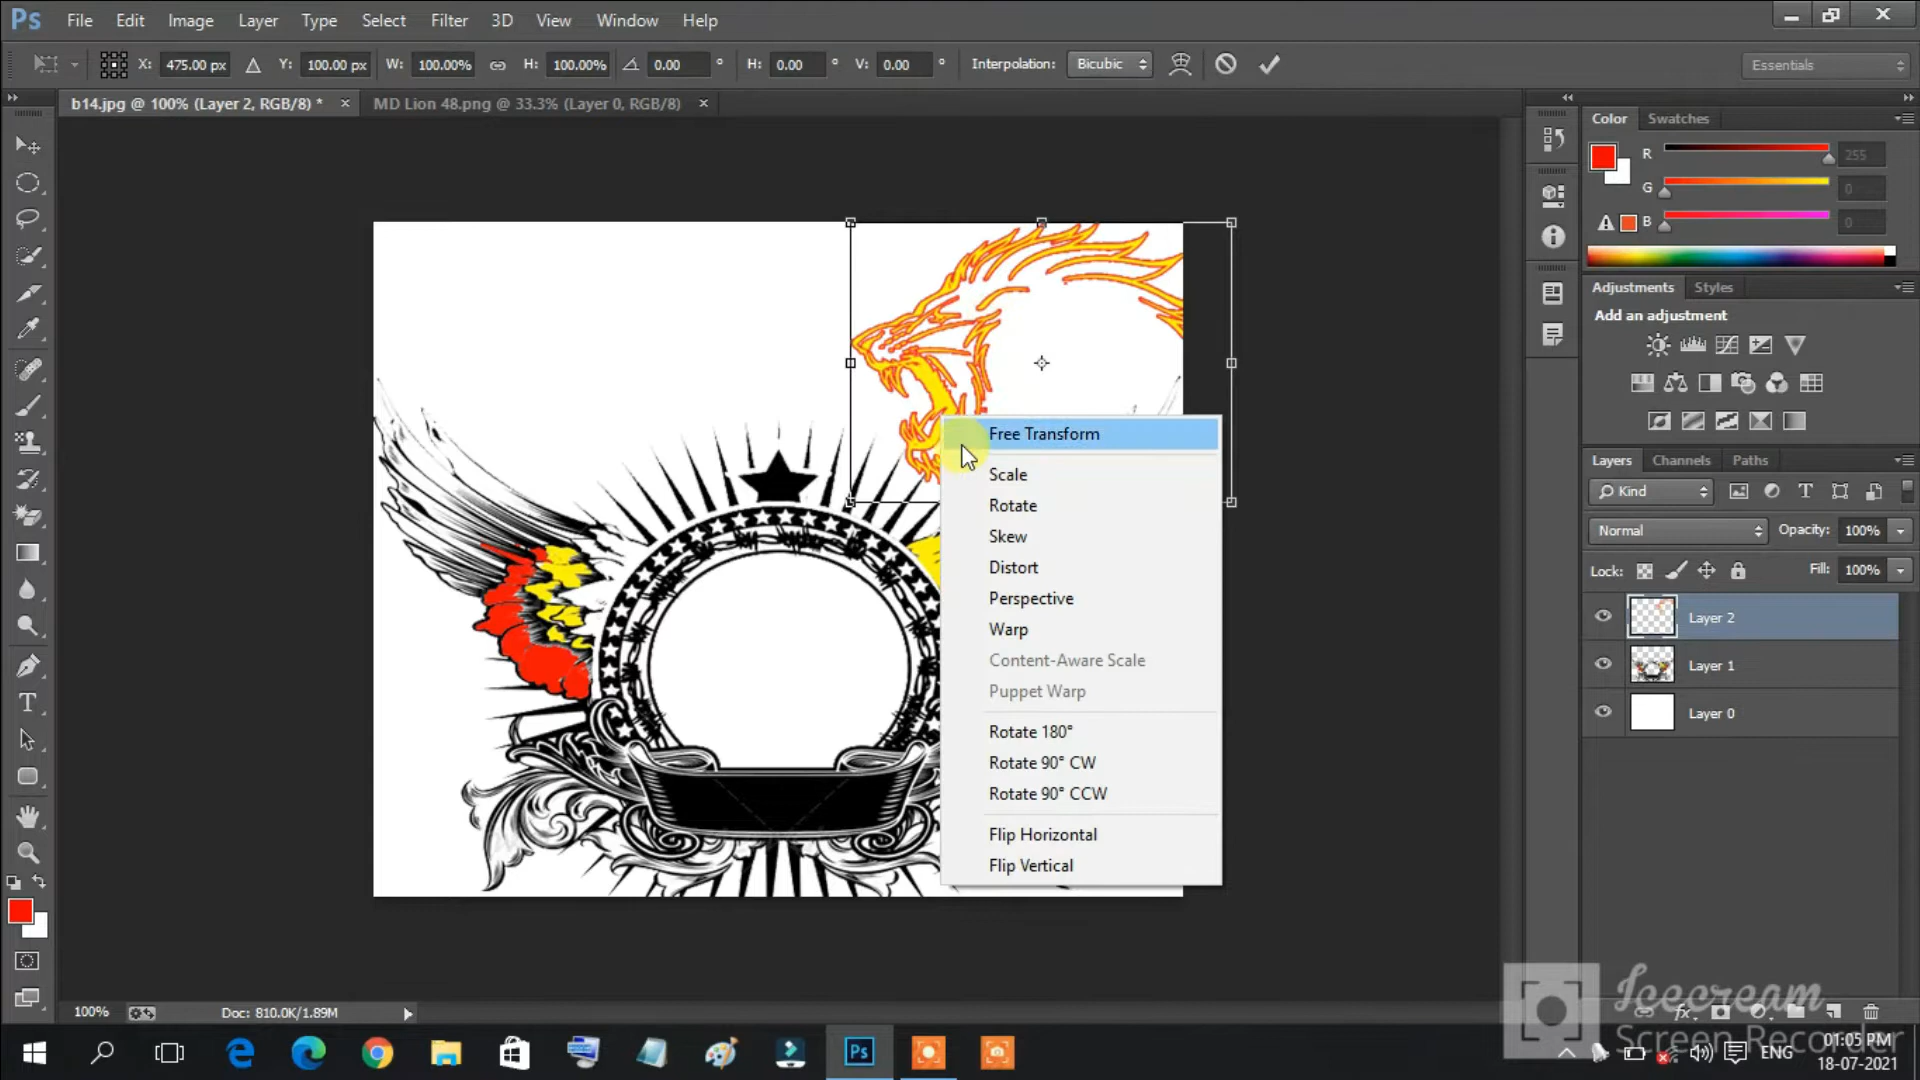 Ps File Edit Image Layer Type Select Filter 3D View Window Help
X: 475.00 px Y: 100.00 px W: 100.00% H: 100.00% 0.00 ° H: 0.00 ° V: 0.00 ° Interpolation: Bicubic Essentials
b14.jpg @ 100% (Layer 2, RGB/8) * × MD Lion 48.png @ 33.3% (Layer 0, RGB/8) ×
Color Swatches
R 255
G 0
B 0
Adjustments Styles
Add an adjustment
Free Transform
Scale
Rotate
Skew
Distort
Perspective
Warp
Content-Aware Scale
Puppet Warp
Rotate 180°
Rotate 90° CW
Rotate 90° CCW
Flip Horizontal
Flip Vertical
Layers Channels Paths
Kind
Normal Opacity: 100%
Lock: Fill: 100%
Layer 2
Layer 1
Layer 0
100% Doc: 810.0K/1.89M
Icecream
Screen Recorder
Ps ENG 01:05 PM
18-07-2021